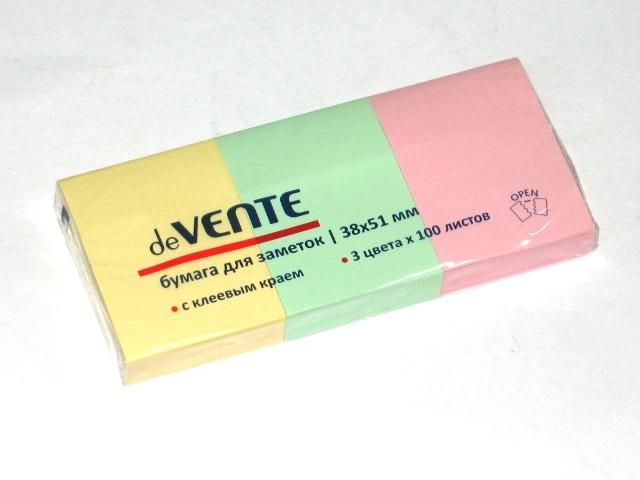 deVENTE
бумага для заметок | 38x51 мм
• с клеевым краем • 3 цвета x 100 листов
OPEN